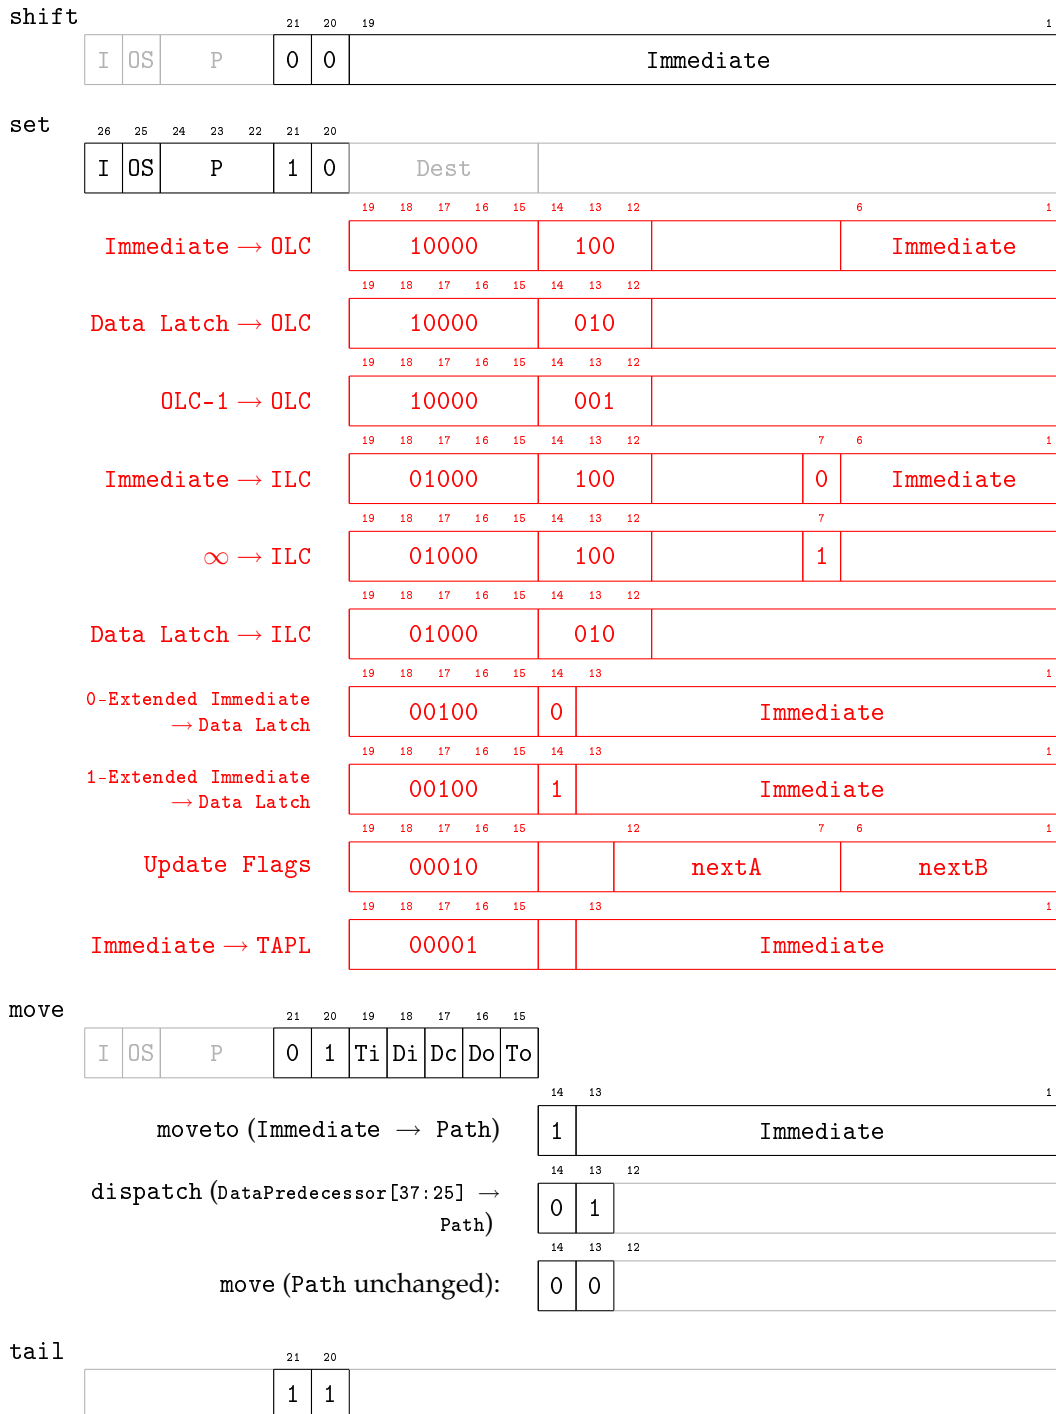 shift
21 20 19 1
I OS P 0 0 Immediate
set
26 25 24 23 22 21 20
I OS P 1 0 Dest
19 18 17 16 15 14 13 12 6 1
Immediate → OLC 10000 100 Immediate
19 18 17 16 15 14 13 12
Data Latch → OLC 10000 010
19 18 17 16 15 14 13 12
OLC-1 → OLC 10000 001
19 18 17 16 15 14 13 12 7 6 1
Immediate → ILC 01000 100 0 Immediate
19 18 17 16 15 14 13 12 7
∞ → ILC 01000 100 1
19 18 17 16 15 14 13 12
Data Latch → ILC 01000 010
19 18 17 16 15 14 13 1
0-Extended Immediate
→ Data Latch 00100 0 Immediate
19 18 17 16 15 14 13 1
1-Extended Immediate
→ Data Latch 00100 1 Immediate
19 18 17 16 15 12 7 6 1
Update Flags 00010 nextA nextB
19 18 17 16 15 13 1
Immediate → TAPL 00001 Immediate
move
21 20 19 18 17 16 15
I OS P 0 1 Ti Di Dc Do To
14 13 1
moveto (Immediate → Path) 1 Immediate
14 13 12
dispatch (DataPredecessor[37:25] →
Path) 0 1
14 13 12
move (Path unchanged): 0 0
tail
21 20
1 1